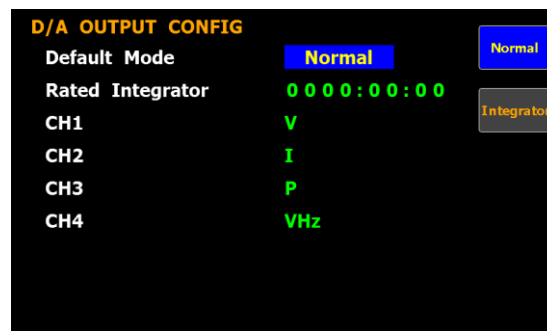 D/A OUTPUT CONFIG
Default Mode Normal
Normal
Rated Integrator 0000:00:00
Integrator
CH1 V
CH2 I
CH3 P
CH4 VHz